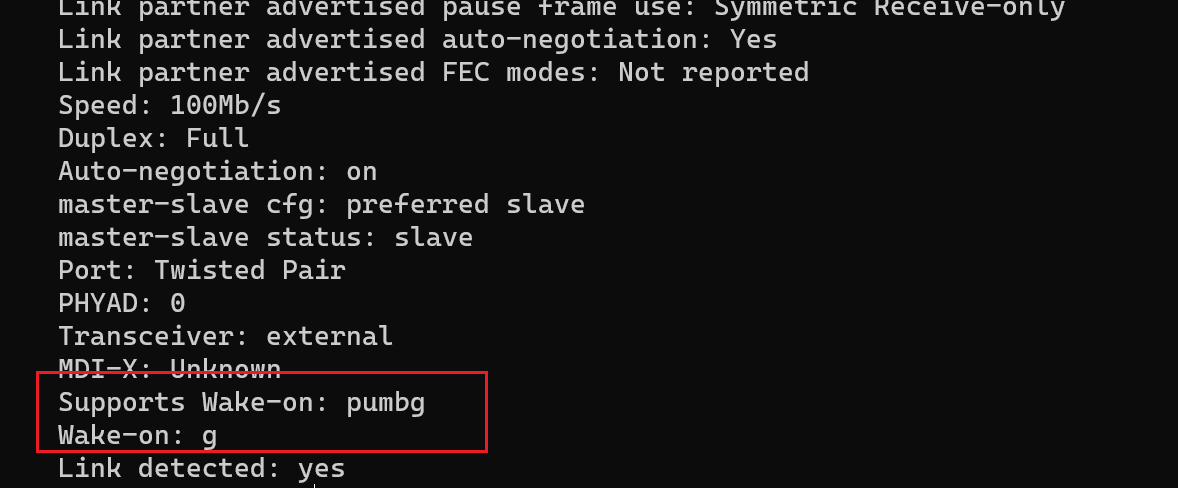 Link partner advertised pause frame use: Symmetric Receive-only
Link partner advertised auto-negotiation: Yes
Link partner advertised FEC modes: Not reported
Speed: 100Mb/s
Duplex: Full
Auto-negotiation: on
master-slave cfg: preferred slave
master-slave status: slave
Port: Twisted Pair
PHYAD: 0
Transceiver: external
MDI-X: Unknown
Supports Wake-on: pumbg
Wake-on: g
Link detected: yes